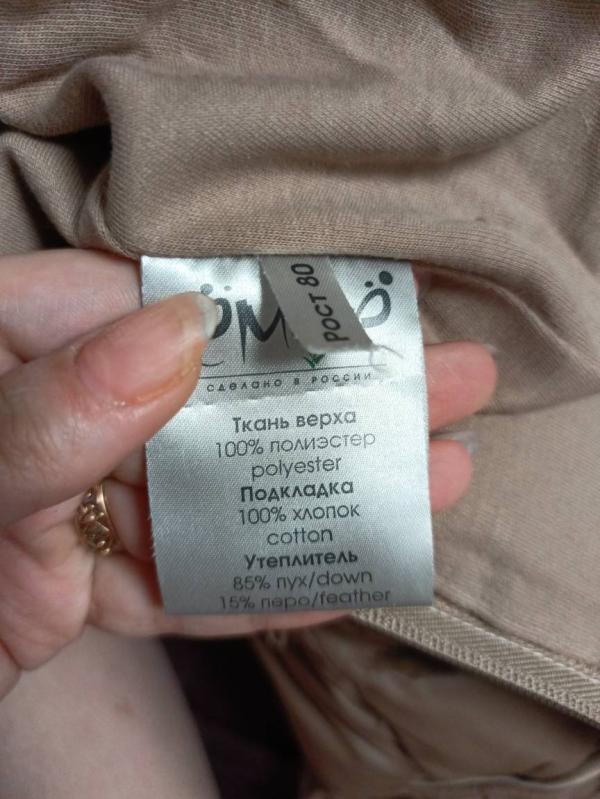 Рост 80
сделано в россии
Ткань верха
100% полиэстер
polyester
Подкладка
100% хлопок
cotton
Утеплитель
85% пух/down
15% перо/feather